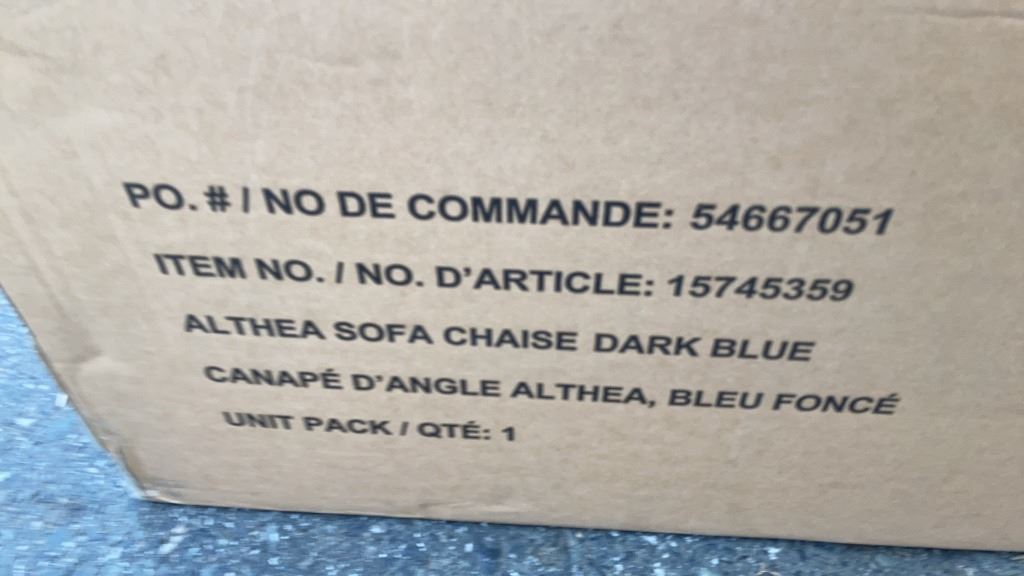 PO. # / NO DE COMMANDE: 54667051
ITEM NO. / NO. D'ARTICLE: 15745359
ALTHEA SOFA CHAISE DARK BLUE
CANAPÉ D'ANGLE ALTHEA, BLEU FONCÉ
UNIT PACK / QTÉ: 1